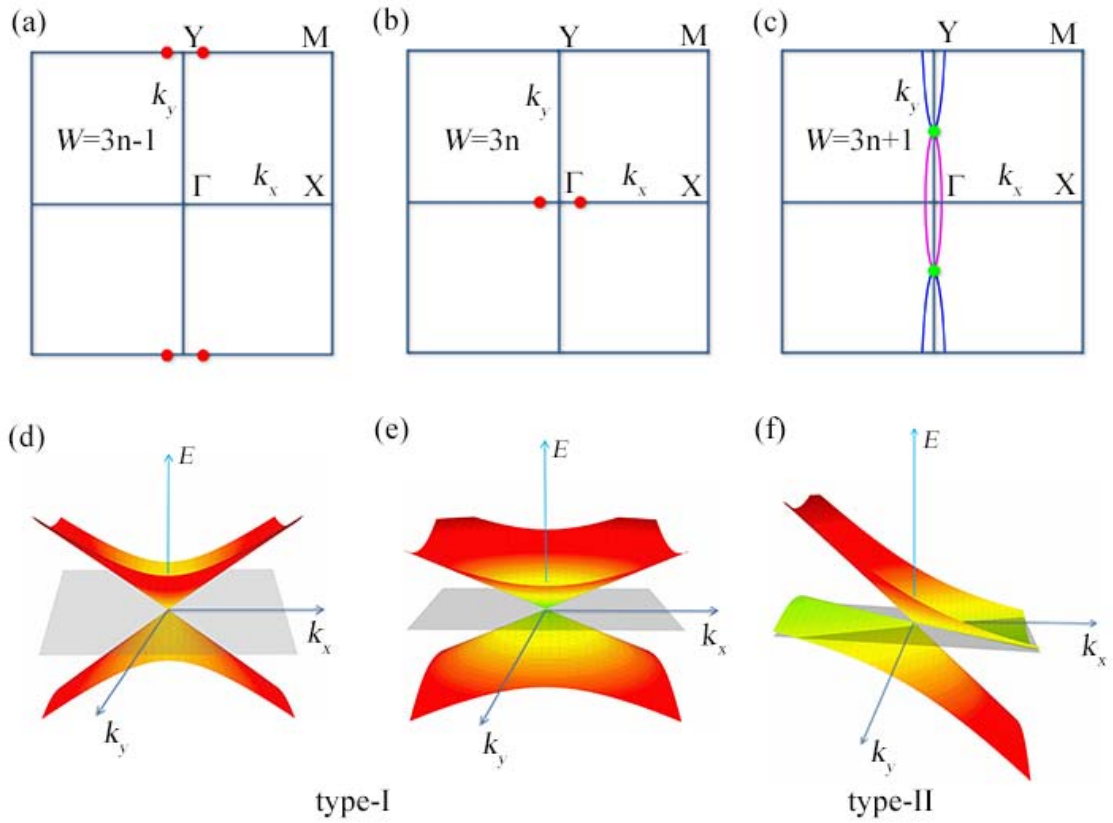 (a) Y M
k_y
W=3n-1
Γ k_x X
(b) Y M
k_y
W=3n
Γ k_x X
(c) Y M
k_y
W=3n+1
Γ k_x X
(d) E
k_x
k_y
(e) E
k_x
k_y
(f) E
k_x
k_y
type-I
type-II